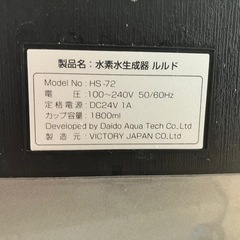 製品名：水素水生成器 ルルド
Model No：HS-72
電　　圧：100〜240V 50/60Hz
定格電源：DC24V 1A
カップ容量：1800ml
Developed by Daido Aqua Tech Co.,Ltd
製 造 元：VICTORY JAPAN CO.,Ltd